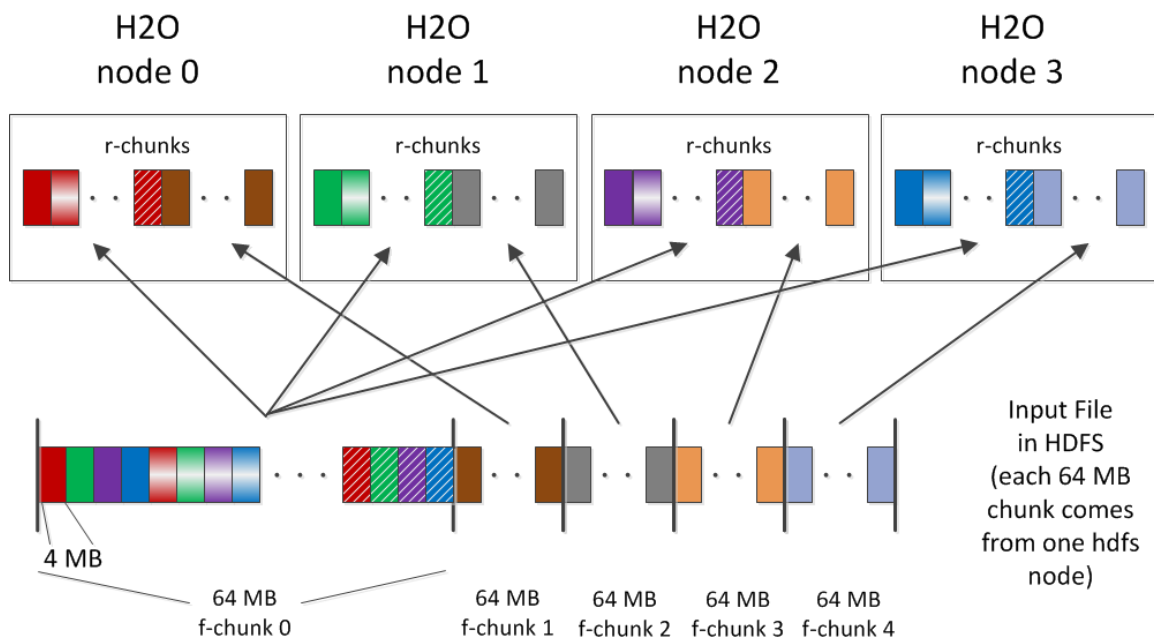 H2O
node 0
H2O
node 1
H2O
node 2
H2O
node 3
r-chunks
r-chunks
r-chunks
r-chunks
Input File
in HDFS
(each 64 MB
chunk comes
from one hdfs
node)
4 MB
64 MB
f-chunk 0
64 MB
f-chunk 1
64 MB
f-chunk 2
64 MB
f-chunk 3
64 MB
f-chunk 4